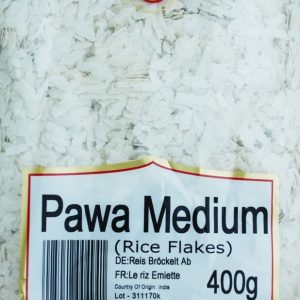 Pawa Medium
(Rice Flakes)
DE:Reis Bröckelt Ab
FR:Le riz Emiette
Country Of Origin: India
Lot - 311170k
400g